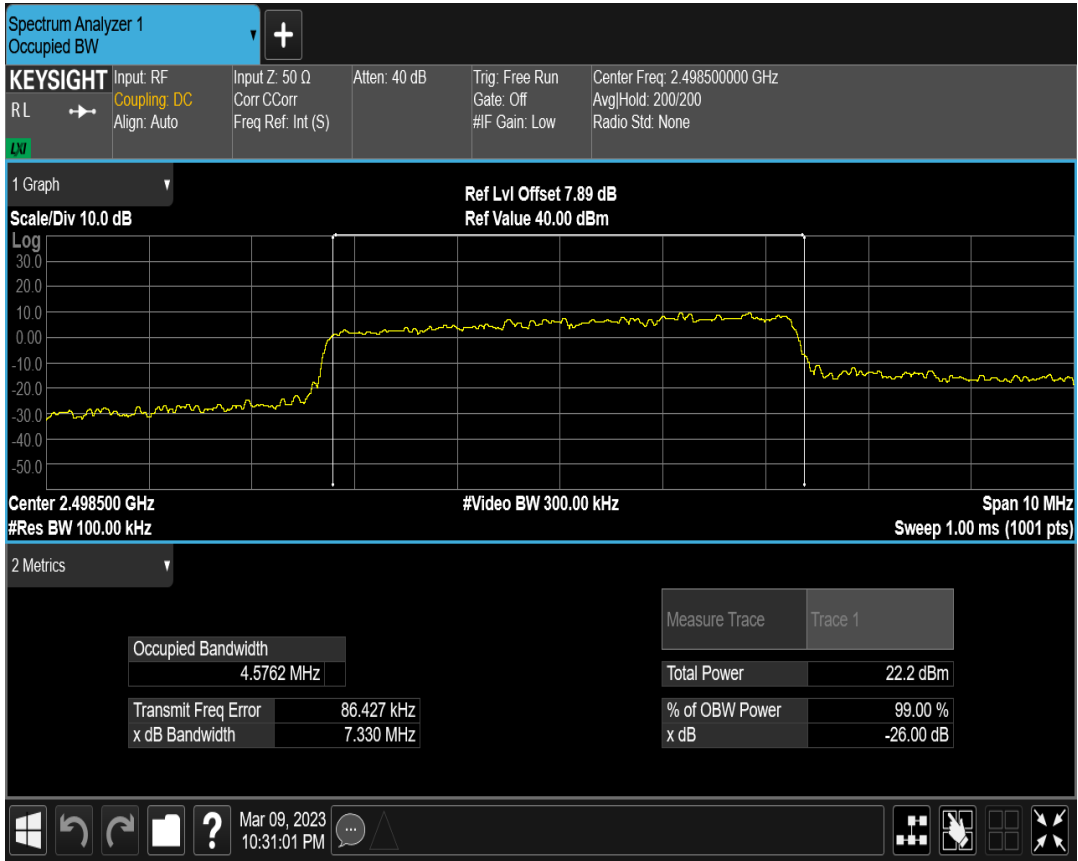 Spectrum Analyzer 1
Occupied BW
+
KEYSIGHT
R L
LXI
Input: RF
Coupling: DC
Align: Auto
Input Z: 50 Ω
Corr CCorr
Freq Ref: Int (S)
Atten: 40 dB
Trig: Free Run
Gate: Off
#IF Gain: Low
Center Freq: 2.498500000 GHz
Avg|Hold: 200/200
Radio Std: None
1 Graph
Scale/Div 10.0 dB
Ref Lvl Offset 7.89 dB
Ref Value 40.00 dBm
Log
30.0
20.0
10.0
0.00
-10.0
-20.0
-30.0
-40.0
-50.0
Center 2.498500 GHz
#Res BW 100.00 kHz
#Video BW 300.00 kHz
Span 10 MHz
Sweep 1.00 ms (1001 pts)
2 Metrics
Occupied Bandwidth
4.5762 MHz
Transmit Freq Error 86.427 kHz
x dB Bandwidth 7.330 MHz
Measure Trace Trace 1
Total Power 22.2 dBm
% of OBW Power 99.00 %
x dB -26.00 dB
?
Mar 09, 2023
10:31:01 PM